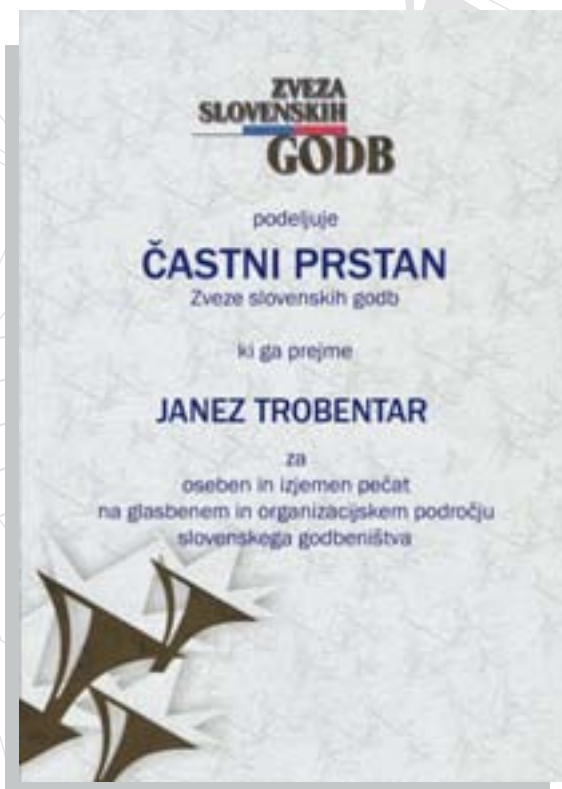 ZVEZA
SLOVENSKIH
GODB
podeljuje
ČASTNI PRSTAN
Zveze slovenskih godb
ki ga prejme
JANEZ TROBENTAR
za
oseben in izjemen pečat
na glasbenem in organizacijskem področju
slovenskega godbeništva